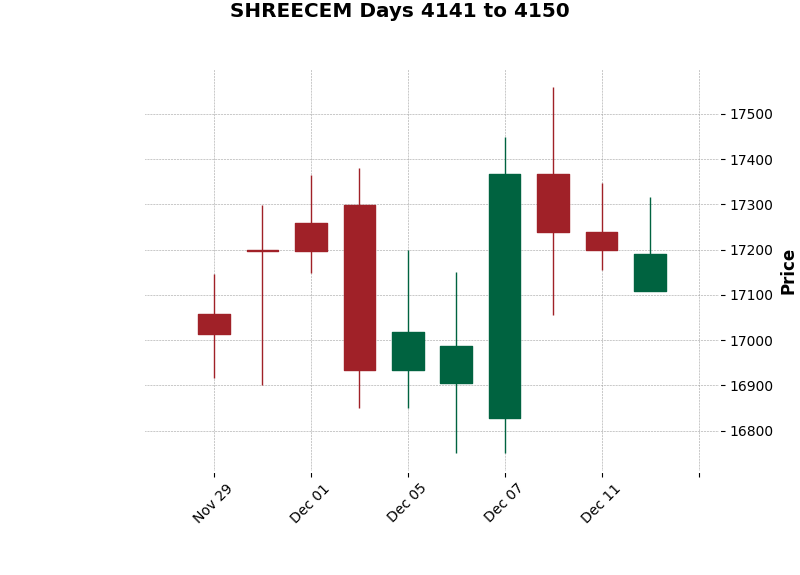 SHREECEM Days 4141 to 4150
17500
17400
17300
17200
17100
17000
16900
16800
Price
Nov 29
Dec 01
Dec 05
Dec 07
Dec 11